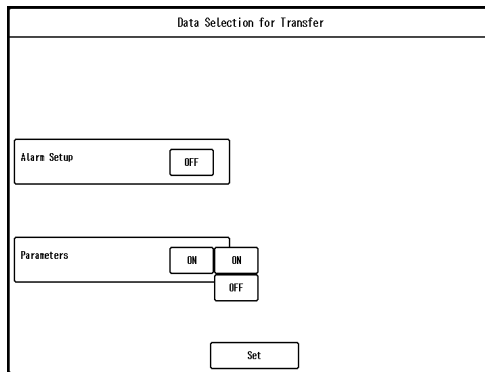 Data Selection for Transfer
Alarm Setup OFF
Parameters ON ON
OFF
Set